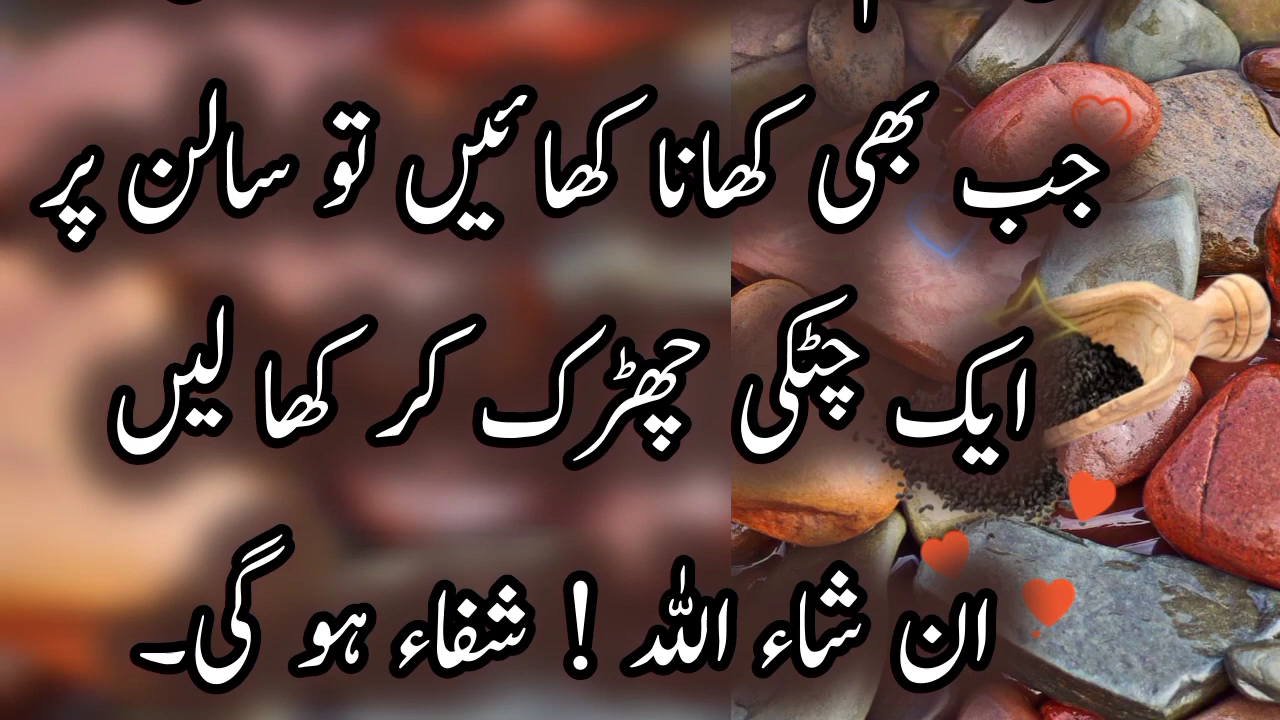 جب بھی کھانا کھائیں تو سالن پر
ایک چٹکی چھڑک کر کھا لیں
ان شاء اللہ ! شفاء ہو گی۔